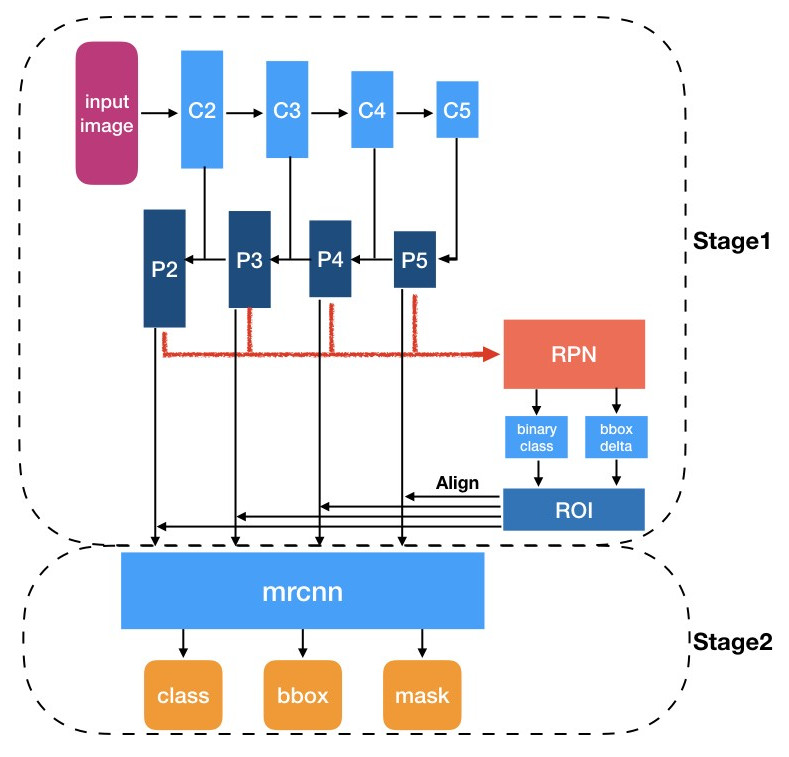 input
image
C2
C3
C4
C5
P2
P3
P4
P5
Stage1
RPN
binary
class
bbox
delta
Align
ROI
mrcnn
Stage2
class
bbox
mask